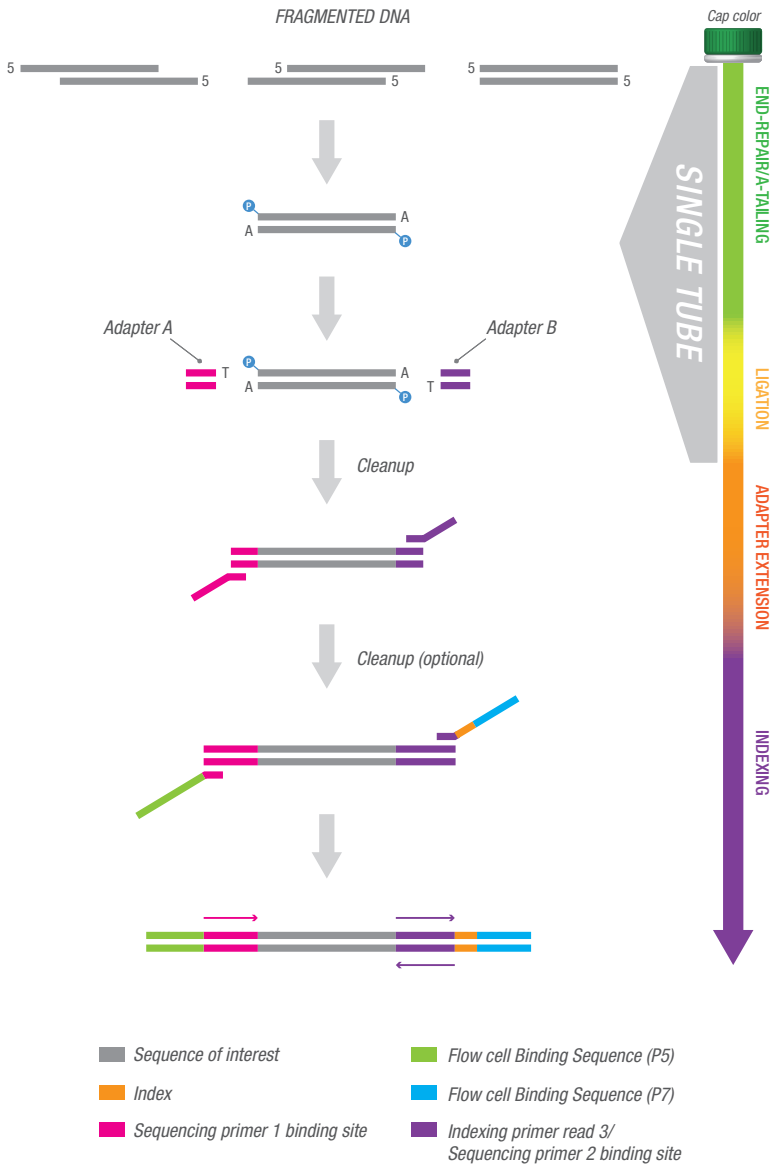 FRAGMENTED DNA
Cap color
5
5
5
5
5
5
P
A
A
P
Adapter A
Adapter B
P
T
A
A
T
P
Cleanup
Cleanup (optional)
SINGLE TUBE
END-REPAIR/A-TAILING
LIGATION
ADAPTER EXTENSION
INDEXING
Sequence of interest
Index
Sequencing primer 1 binding site
Flow cell Binding Sequence (P5)
Flow cell Binding Sequence (P7)
Indexing primer read 3/
Sequencing primer 2 binding site